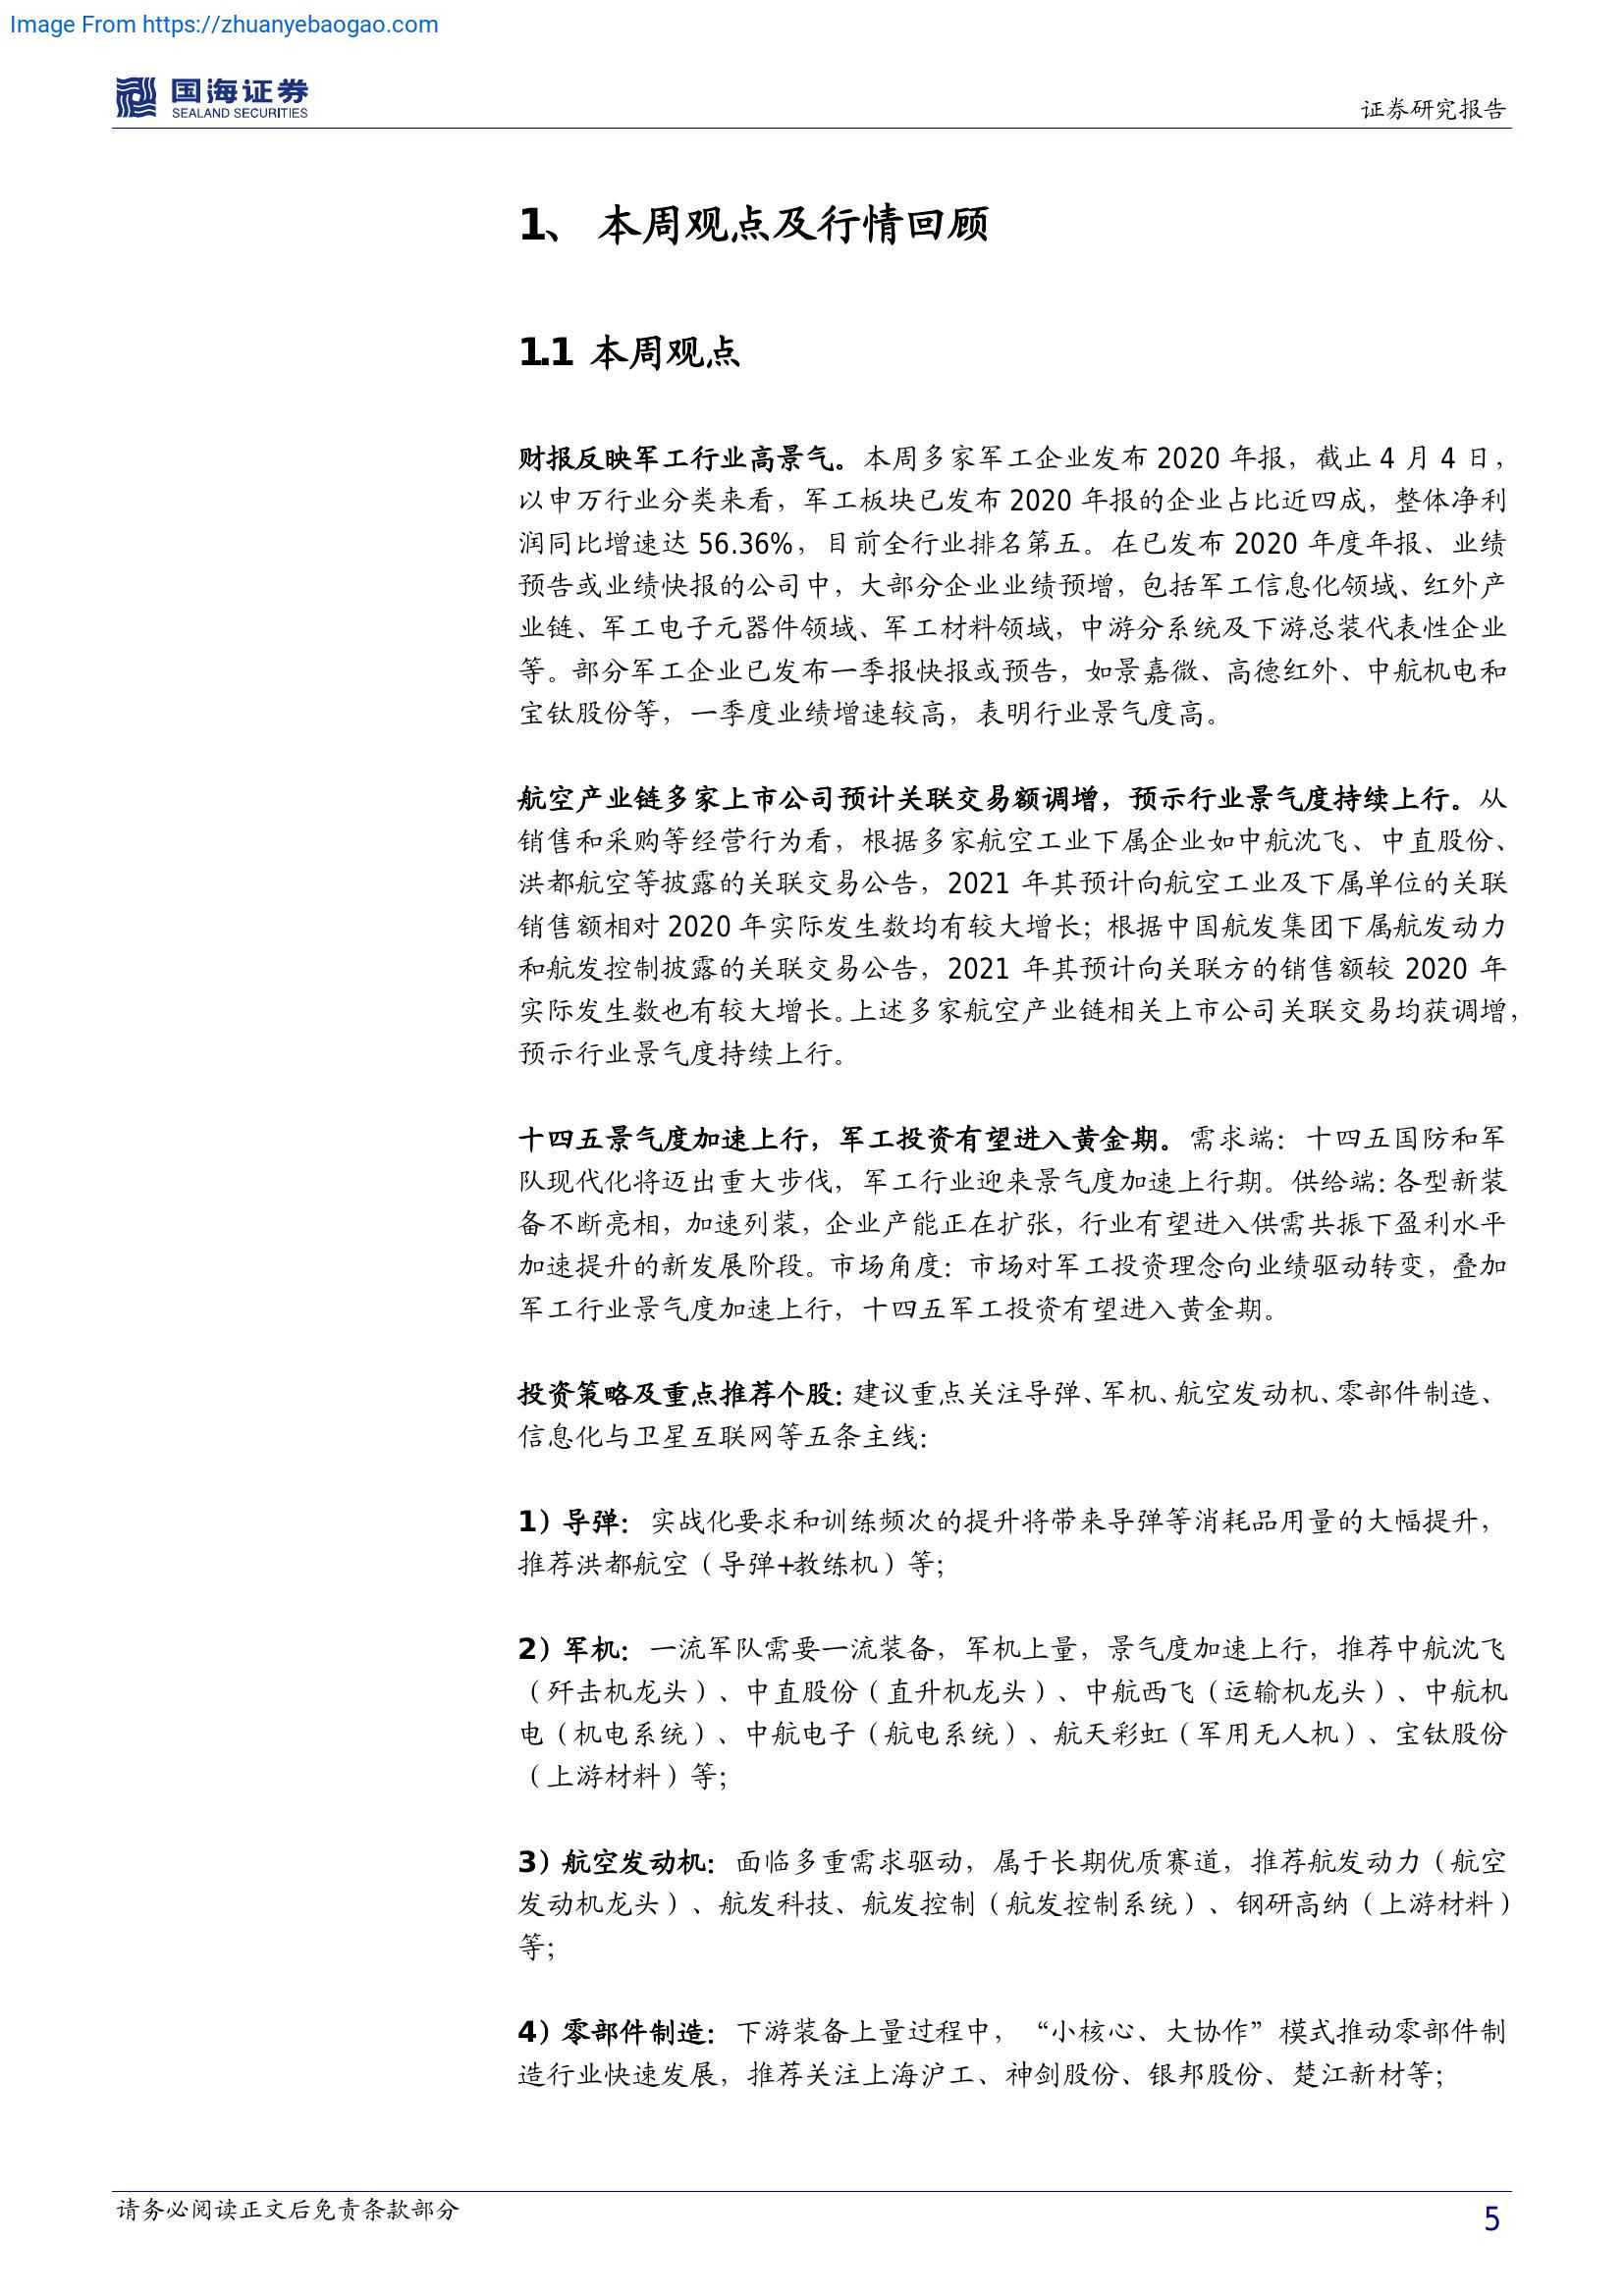 Image From https://zhuanyebaogao.com
国海证券
SEALAND SECURITIES
证券研究报告
1、 本周观点及行情回顾
1.1 本周观点
财报反映军工行业高景气。本周多家军工企业发布 2020 年报，截止 4 月 4 日，
以申万行业分类来看，军工板块已发布 2020 年报的企业占比近四成，整体净利
润同比增速达 56.36%，目前全行业排名第五。在已发布 2020 年度年报、业绩
预告或业绩快报的公司中，大部分企业业绩预增，包括军工信息化领域、红外产
业链、军工电子元器件领域、军工材料领域，中游分系统及下游总装代表性企业
等。部分军工企业已发布一季报快报或预告，如景嘉微、高德红外、中航机电和
宝钛股份等，一季度业绩增速较高，表明行业景气度高。
航空产业链多家上市公司预计关联交易额调增，预示行业景气度持续上行。从
销售和采购等经营行为看，根据多家航空工业下属企业如中航沈飞、中直股份、
洪都航空等披露的关联交易公告，2021 年其预计向航空工业及下属单位的关联
销售额相对 2020 年实际发生数均有较大增长；根据中国航发集团下属航发动力
和航发控制披露的关联交易公告，2021 年其预计向关联方的销售额较 2020 年
实际发生数也有较大增长。上述多家航空产业链相关上市公司关联交易均获调增，
预示行业景气度持续上行。
十四五景气度加速上行，军工投资有望进入黄金期。需求端：十四五国防和军
队现代化将迈出重大步伐，军工行业迎来景气度加速上行期。供给端：各型新装
备不断亮相，加速列装，企业产能正在扩张，行业有望进入供需共振下盈利水平
加速提升的新发展阶段。市场角度：市场对军工投资理念向业绩驱动转变，叠加
军工行业景气度加速上行，十四五军工投资有望进入黄金期。
投资策略及重点推荐个股：建议重点关注导弹、军机、航空发动机、零部件制造、
信息化与卫星互联网等五条主线：
1）导弹：实战化要求和训练频次的提升将带来导弹等消耗品用量的大幅提升，
推荐洪都航空（导弹+教练机）等；
2）军机：一流军队需要一流装备，军机上量，景气度加速上行，推荐中航沈飞
（歼击机龙头）、中直股份（直升机龙头）、中航西飞（运输机龙头）、中航机
电（机电系统）、中航电子（航电系统）、航天彩虹（军用无人机）、宝钛股份
（上游材料）等；
3）航空发动机：面临多重需求驱动，属于长期优质赛道，推荐航发动力（航空
发动机龙头）、航发科技、航发控制（航发控制系统）、钢研高纳（上游材料）
等；
4）零部件制造：下游装备上量过程中，“小核心、大协作”模式推动零部件制
造行业快速发展，推荐关注上海沪工、神剑股份、银邦股份、楚江新材等；
请务必阅读正文后免责条款部分
5